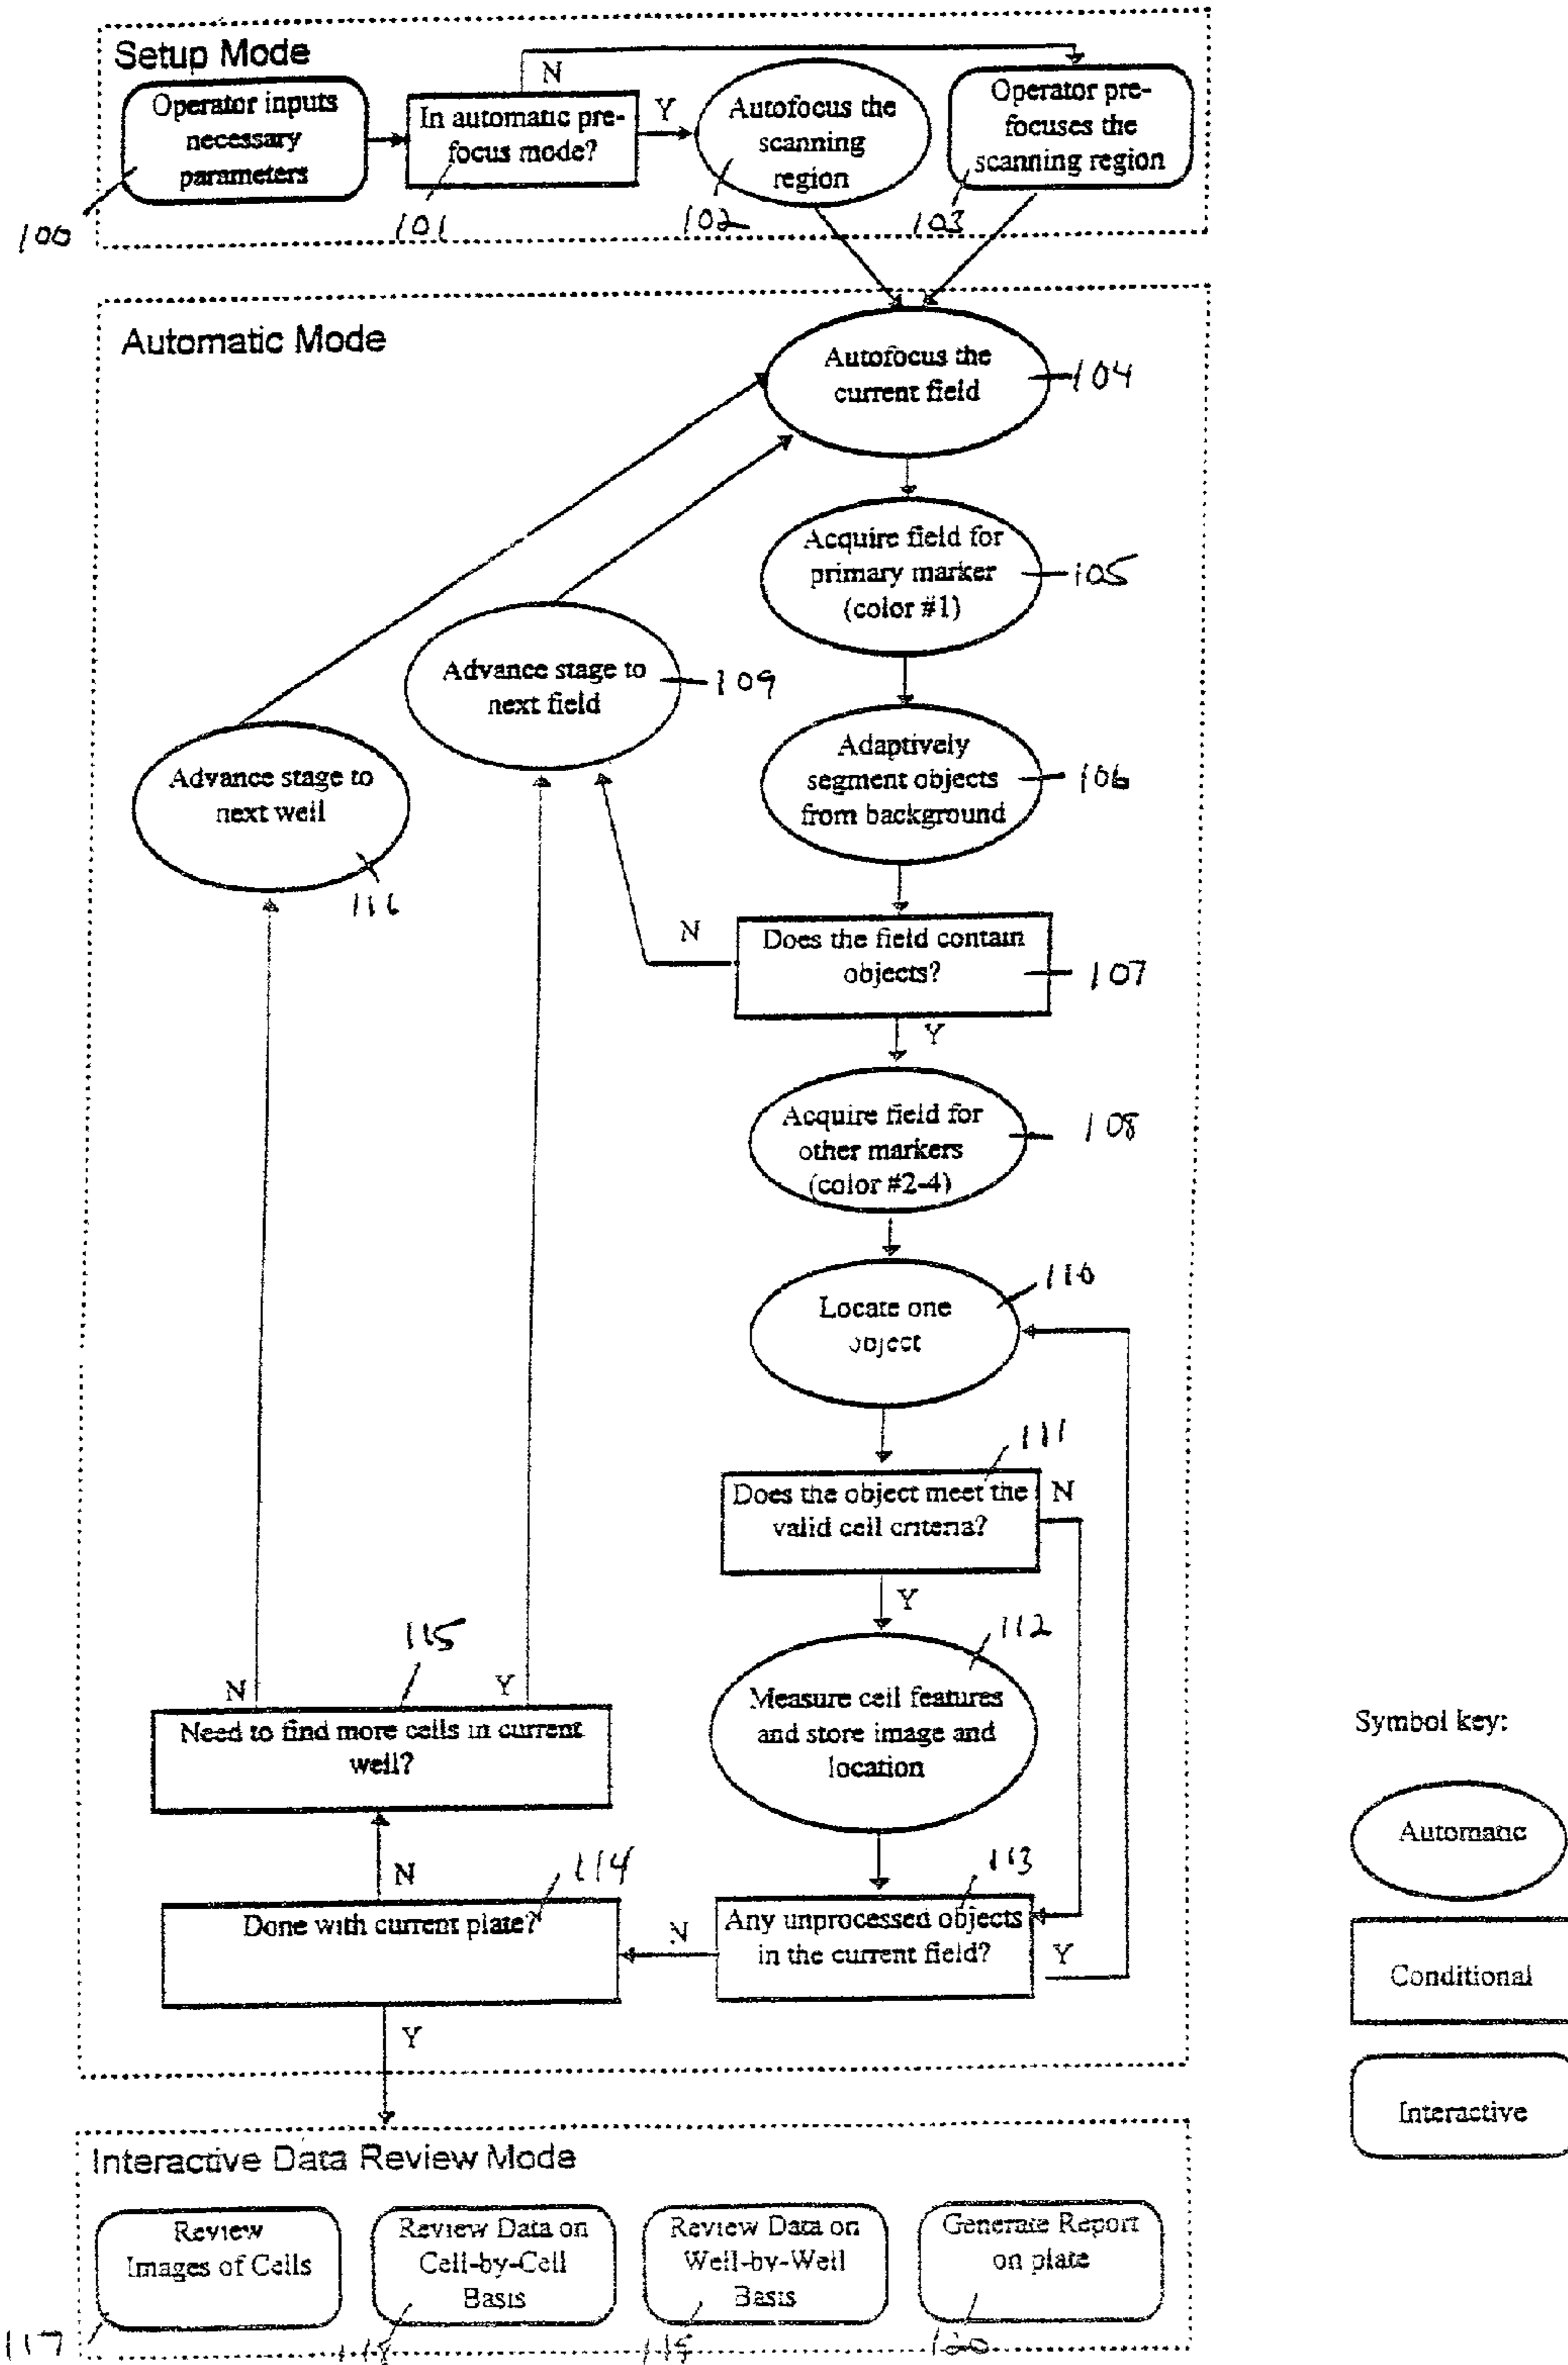 Setup Mode
Operator inputs
necessary
parameters
100
In automatic pre-
focus mode?
101
N
Y
Autofocus the
scanning
region
102
Operator pre-
focuses the
scanning region
103
Automatic Mode
Autofocus the
current field
104
Acquire field for
primary marker
(color #1)
105
Advance stage to
next field
109
Adaptively
segment objects
from background
106
Advance stage to
next well
116
N
Does the field contain
objects?
107
Y
Acquire field for
other markers
(color #2-4)
108
Locate one
object
110
111
Does the object meet the
valid cell criteria?
N
Y
112
Measure cell features
and store image and
location
115
N
Y
Need to find more cells in current
well?
N
114
Done with current plate?
N
113
Any unprocessed objects
in the current field?
Y
Y
Symbol key:
Automatic
Conditional
Interactive
Interactive Data Review Mode
Review
Images of Cells
117
Review Data on
Cell-by-Cell
Basis
118
Review Data on
Well-by-Well
Basis
119
Generate Report
on plate
120